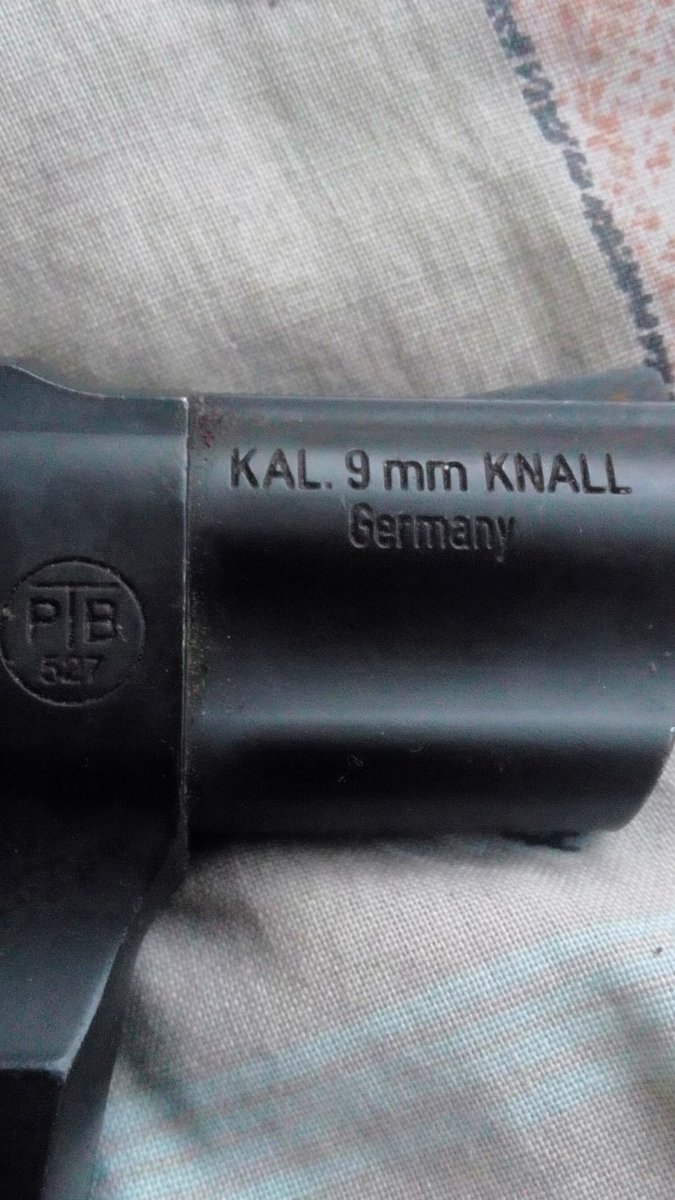 KAL. 9 mm KNALL
Germany
PTB
527